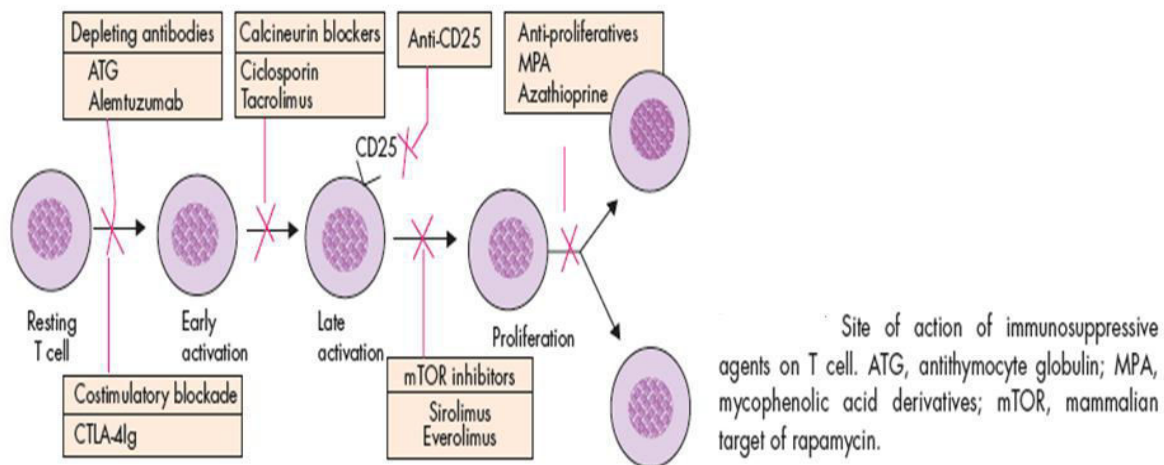 Depleting antibodies
ATG
Alemtuzumab
Calcineurin blockers
Ciclosporin
Tacrolimus
Anti-CD25
Anti-proliferatives
MPA
Azathioprine
CD25
Resting
T cell
Early
activation
Late
activation
Proliferation
Costimulatory blockade
CTLA-4Ig
mTOR inhibitors
Sirolimus
Everolimus
Site of action of immunosuppressive
agents on T cell. ATG, antithymocyte globulin; MPA,
mycophenolic acid derivatives; mTOR, mammalian
target of rapamycin.